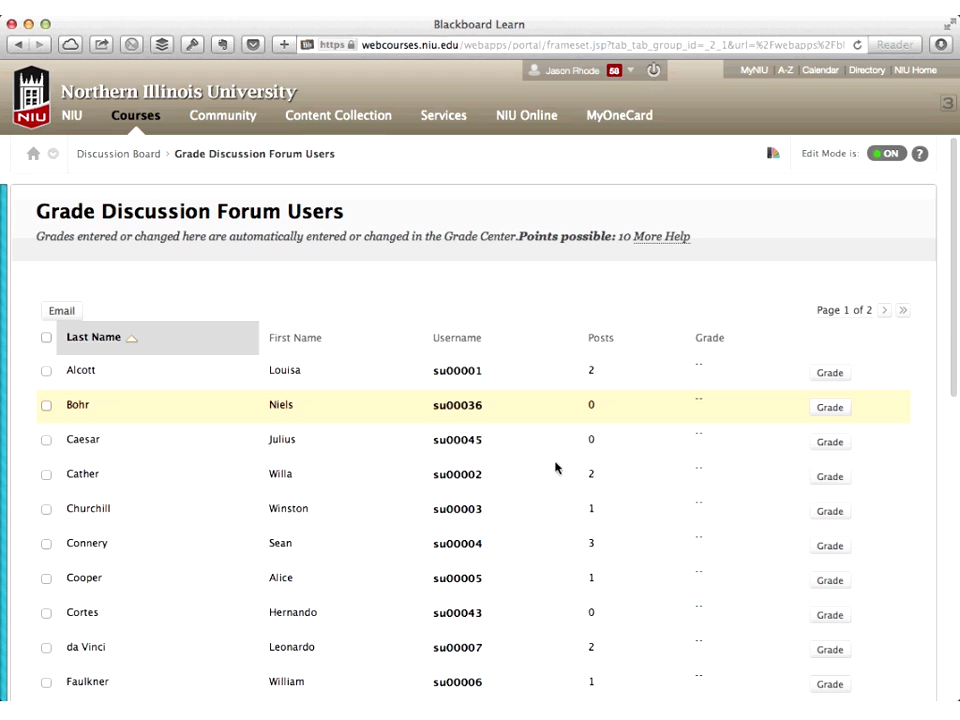 Blackboard Learn
https webcourses.niu.edu/webapps/portal/frameset.jsp?tab_tab_group_id=_2_1&url=%2Fwebapps%2Fbl Reader
Jason Rhode 50 MyNIU A-Z Calendar Directory NIU Home
Northern Illinois University
NIU
NIU Courses Community Content Collection Services NIU Online MyOneCard
3
Discussion Board > Grade Discussion Forum Users Edit Mode is: ON ?
Grade Discussion Forum Users
Grades entered or changed here are automatically entered or changed in the Grade Center.Points possible: 10 More Help
Email Page 1 of 2 > >>
Last Name First Name Username Posts Grade
Alcott Louisa su00001 2 -- Grade
Bohr Niels su00036 0 -- Grade
Caesar Julius su00045 0 -- Grade
Cather Willa su00002 2 -- Grade
Churchill Winston su00003 1 -- Grade
Connery Sean su00004 3 -- Grade
Cooper Alice su00005 1 -- Grade
Cortes Hernando su00043 0 -- Grade
da Vinci Leonardo su00007 2 -- Grade
Faulkner William su00006 1 -- Grade